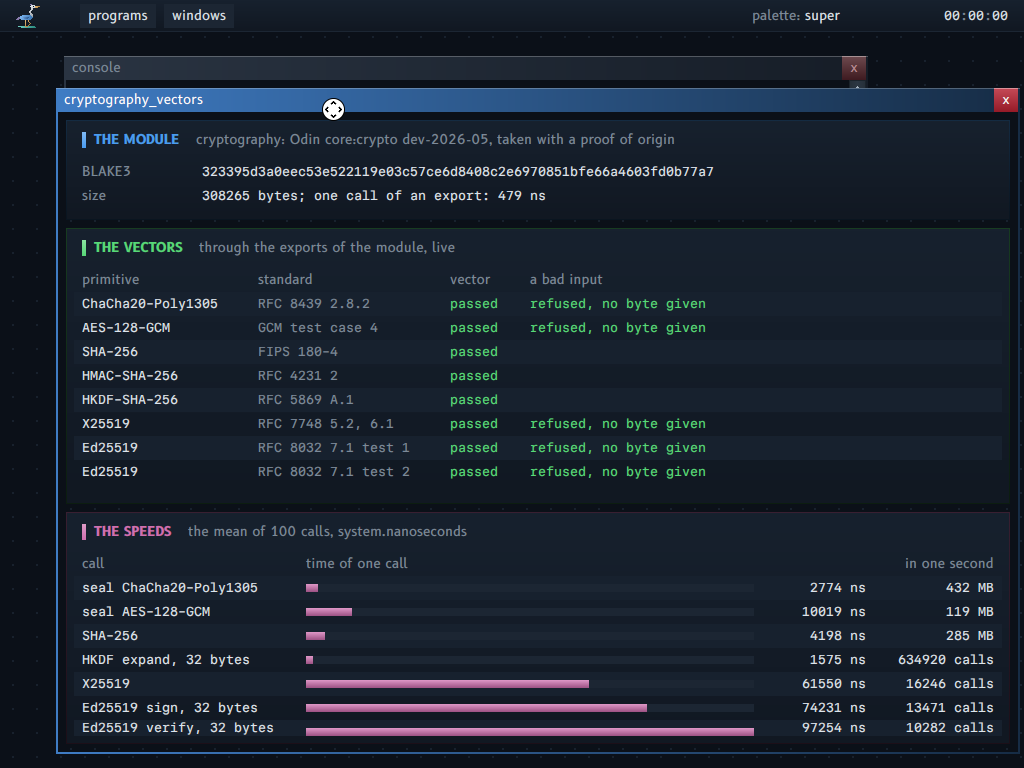 programs windows palette: super 00:00:00
console x
cryptography_vectors x
THE MODULE cryptography: Odin core:crypto dev-2026-05, taken with a proof of origin
BLAKE3 323395d3a0eec53e522119e03c57ce6d8408c2e6970851bfe66a4603fd0b77a7
size 308265 bytes; one call of an export: 479 ns
THE VECTORS through the exports of the module, live
primitive standard vector a bad input
ChaCha20-Poly1305 RFC 8439 2.8.2 passed refused, no byte given
AES-128-GCM GCM test case 4 passed refused, no byte given
SHA-256 FIPS 180-4 passed
HMAC-SHA-256 RFC 4231 2 passed
HKDF-SHA-256 RFC 5869 A.1 passed
X25519 RFC 7748 5.2, 6.1 passed refused, no byte given
Ed25519 RFC 8032 7.1 test 1 passed refused, no byte given
Ed25519 RFC 8032 7.1 test 2 passed refused, no byte given
THE SPEEDS the mean of 100 calls, system.nanoseconds
call time of one call in one second
seal ChaCha20-Poly1305 2774 ns 432 MB
seal AES-128-GCM 10019 ns 119 MB
SHA-256 4198 ns 285 MB
HKDF expand, 32 bytes 1575 ns 634920 calls
X25519 61550 ns 16246 calls
Ed25519 sign, 32 bytes 74231 ns 13471 calls
Ed25519 verify, 32 bytes 97254 ns 10282 calls